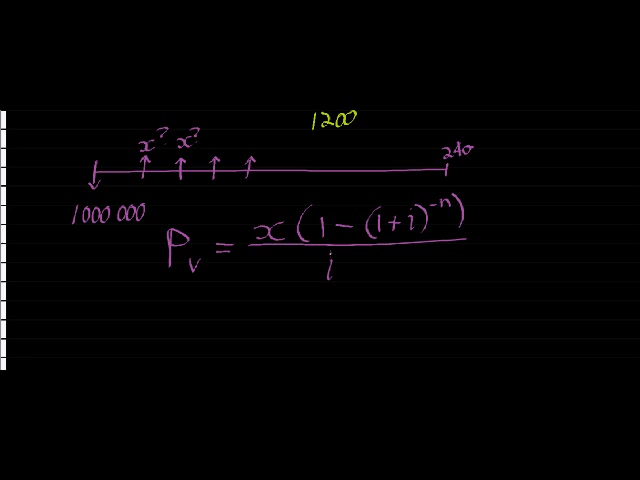 1200
x? x?
240
1000 000
Pv = x(1-(1+i)^-n) / i